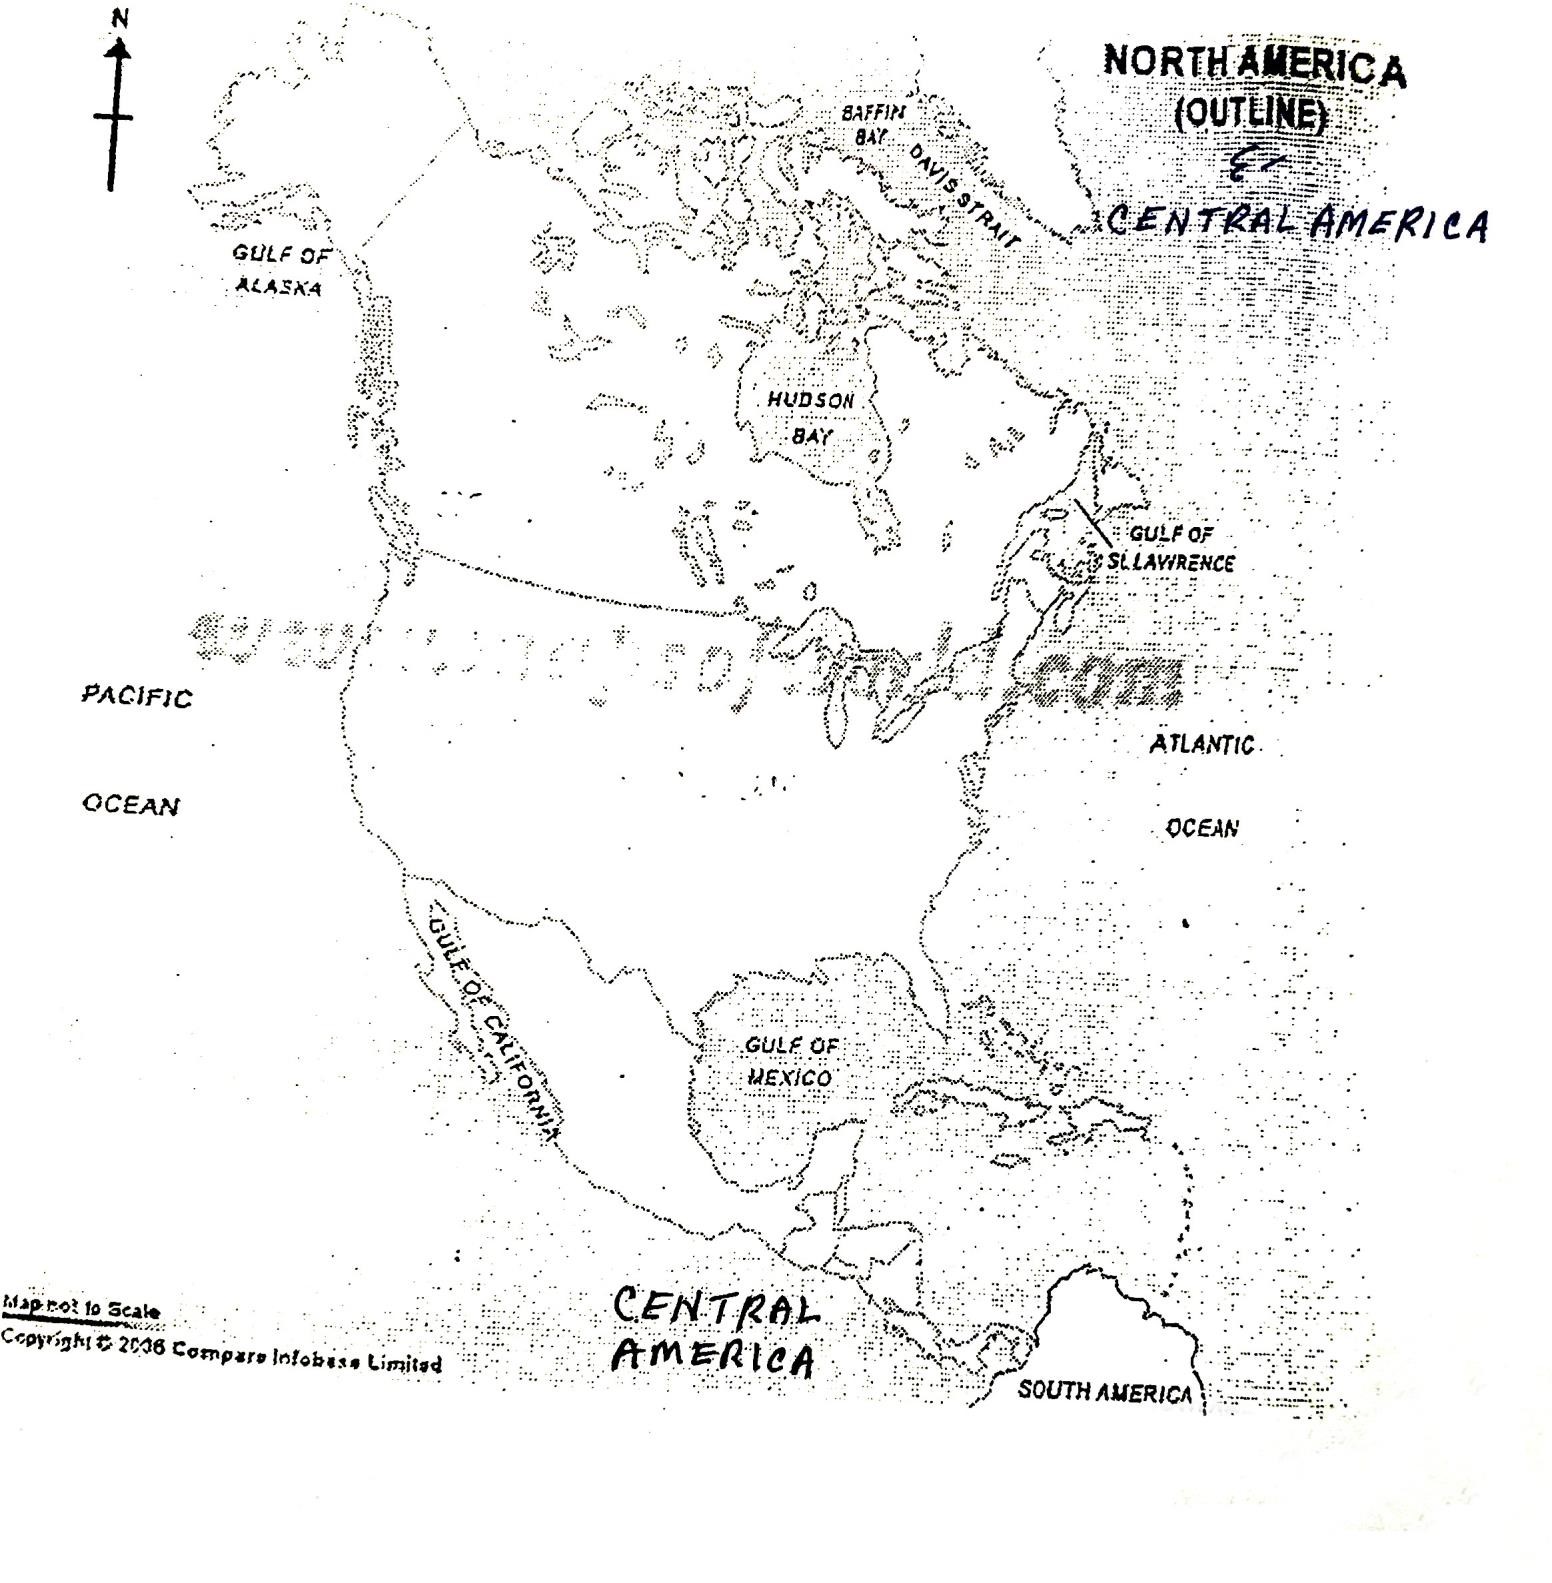 N
NORTH AMERICA
(OUTLINE)
&
CENTRAL AMERICA
BAFFIN
BAY
DAVIS STRAIT
GULF OF
ALASKA
HUDSON
BAY
GULF OF
ST. LAWRENCE
PACIFIC
OCEAN
ATLANTIC
OCEAN
GULF OF CALIFORNIA
GULF OF
MEXICO
CENTRAL
AMERICA
SOUTH AMERICA
Map not to Scale
Copyright © 2006 Compare Infobase Limited